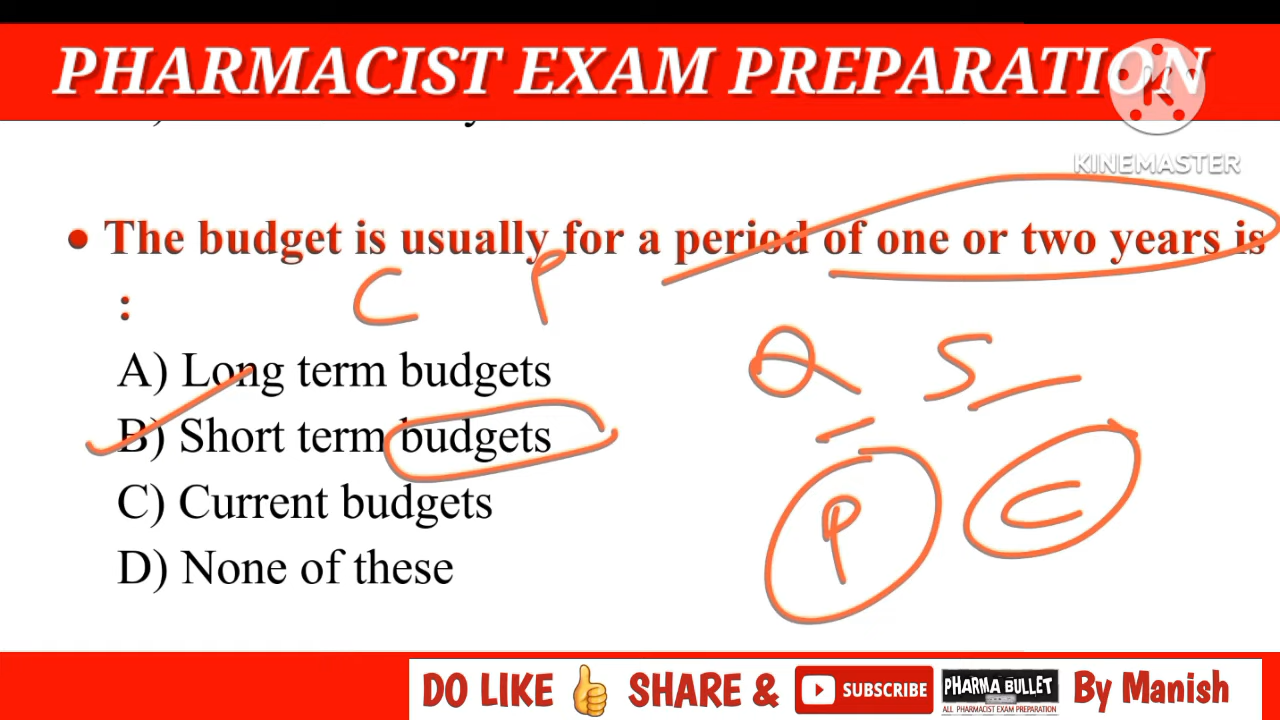 PHARMACIST EXAM PREPARATION
KINEMASTER
• The budget is usually for a period of one or two years is
:
C P
A) Long term budgets
Q S
B) Short term budgets
C) Current budgets
P C
D) None of these
DO LIKE SHARE & SUBSCRIBE PHARMA BULLET By Manish
ALL PHARMACIST EXAM PREPARATION